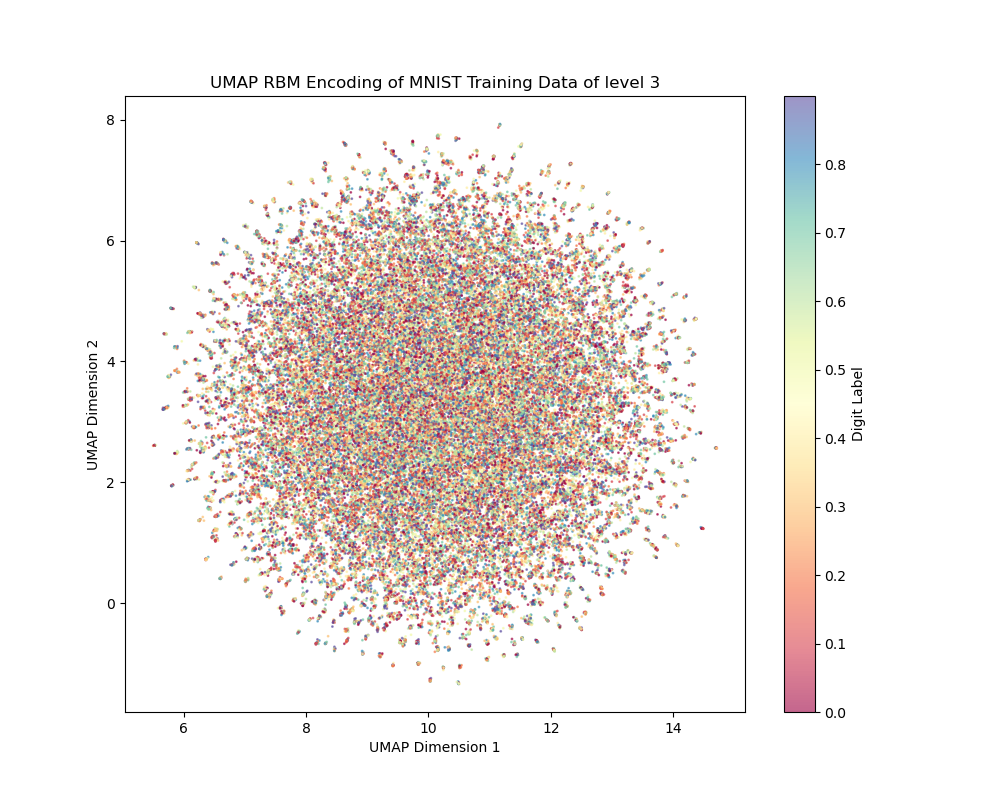 UMAP RBM Encoding of MNIST Training Data of level 3
8
6
4
2
0
UMAP Dimension 2
6 8 10 12 14
UMAP Dimension 1
0.8
0.7
0.6
0.5
0.4
0.3
0.2
0.1
0.0
Digit Label